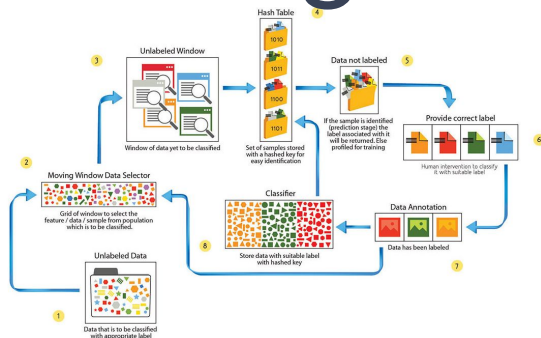 Hash Table
4
1010
1011
1100
1101
Set of samples stored
with a hashed key for
easy identification
3
Unlabeled Window
Window of data yet to be classified
Data not labeled
5
If the sample is identified
(prediction stage) the
label associated with it
will be returned. Else
profiled for training
Provide correct label
6
Human intervention to classify
it with suitable label
2
Moving Window Data Selector
Grid of window to select the
feature / data / sample from population
which is to be classified.
Classifier
8
Store data with suitable label
with hashed key
Data Annotation
Data has been labeled
7
Unlabeled Data
1
Data that is to be classified
with appropriate label